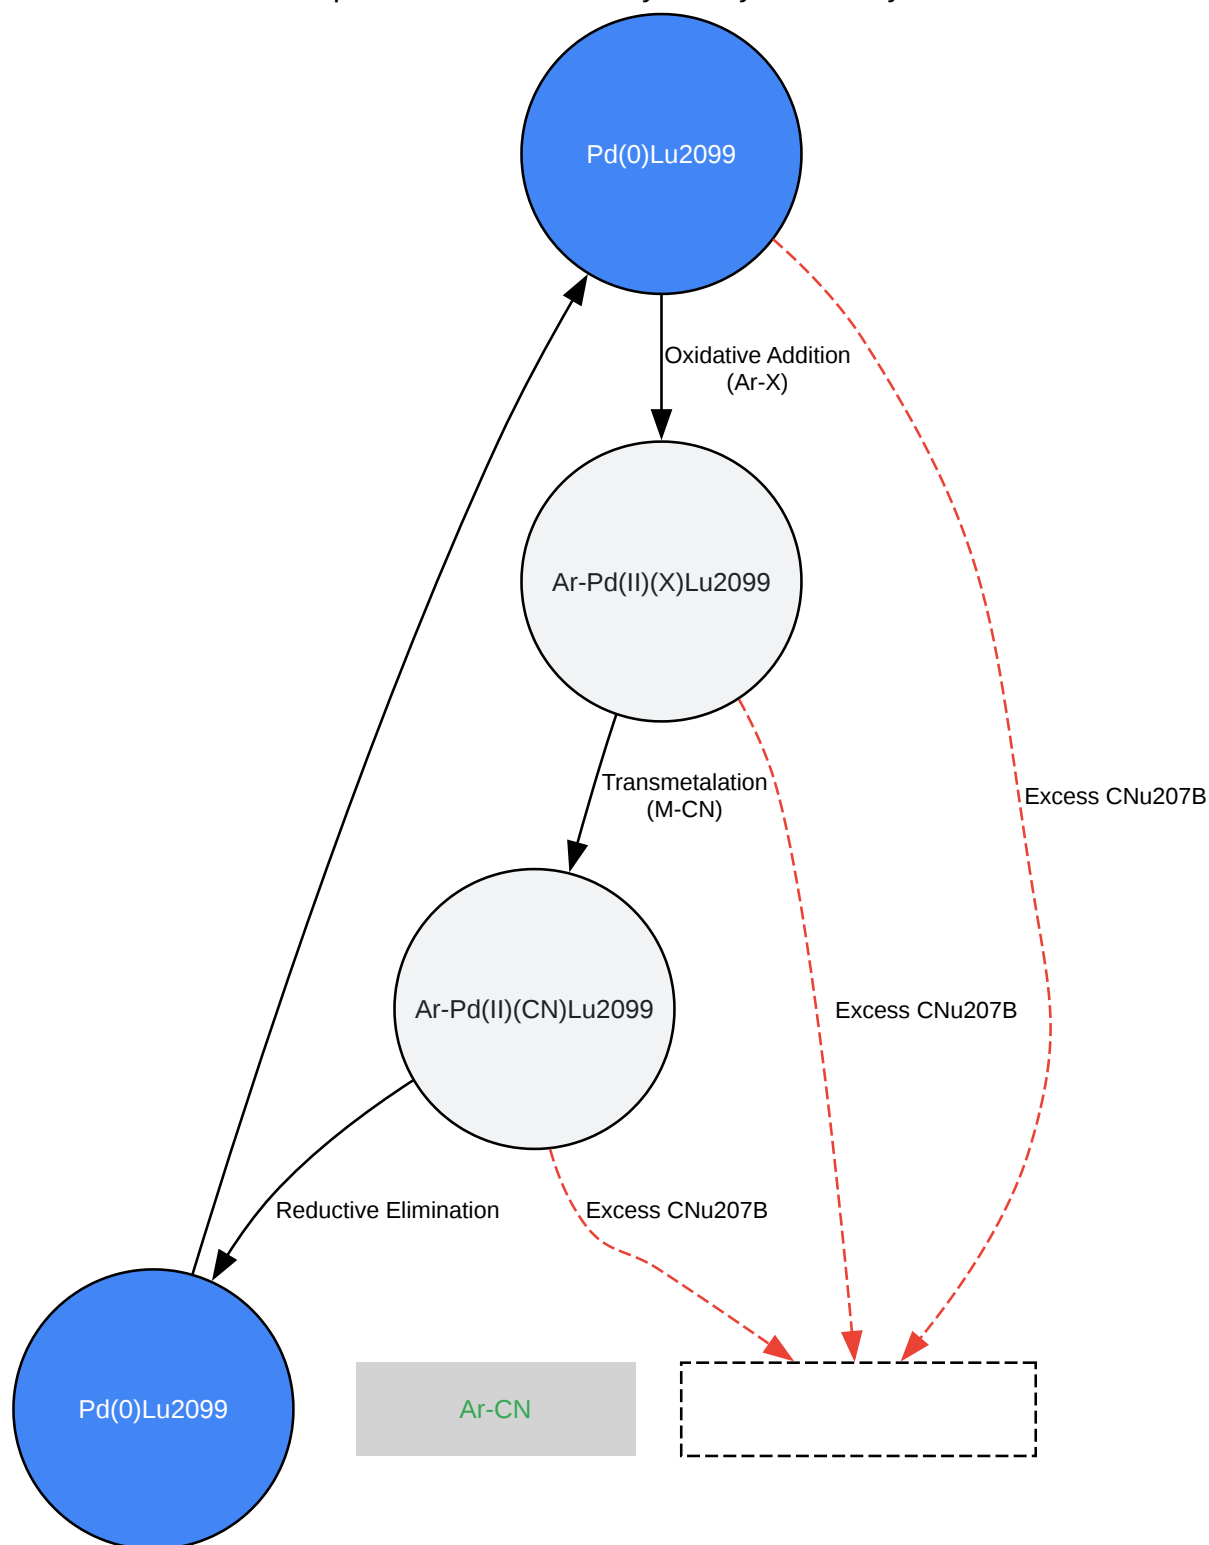 Pd(0)Lu2099
Oxidative Addition
(Ar-X)
Ar-Pd(II)(X)Lu2099
Transmetalation
(M-CN)
Excess CNu207B
Ar-Pd(II)(CN)Lu2099
Excess CNu207B
Reductive Elimination
Excess CNu207B
Pd(0)Lu2099
Ar-CN